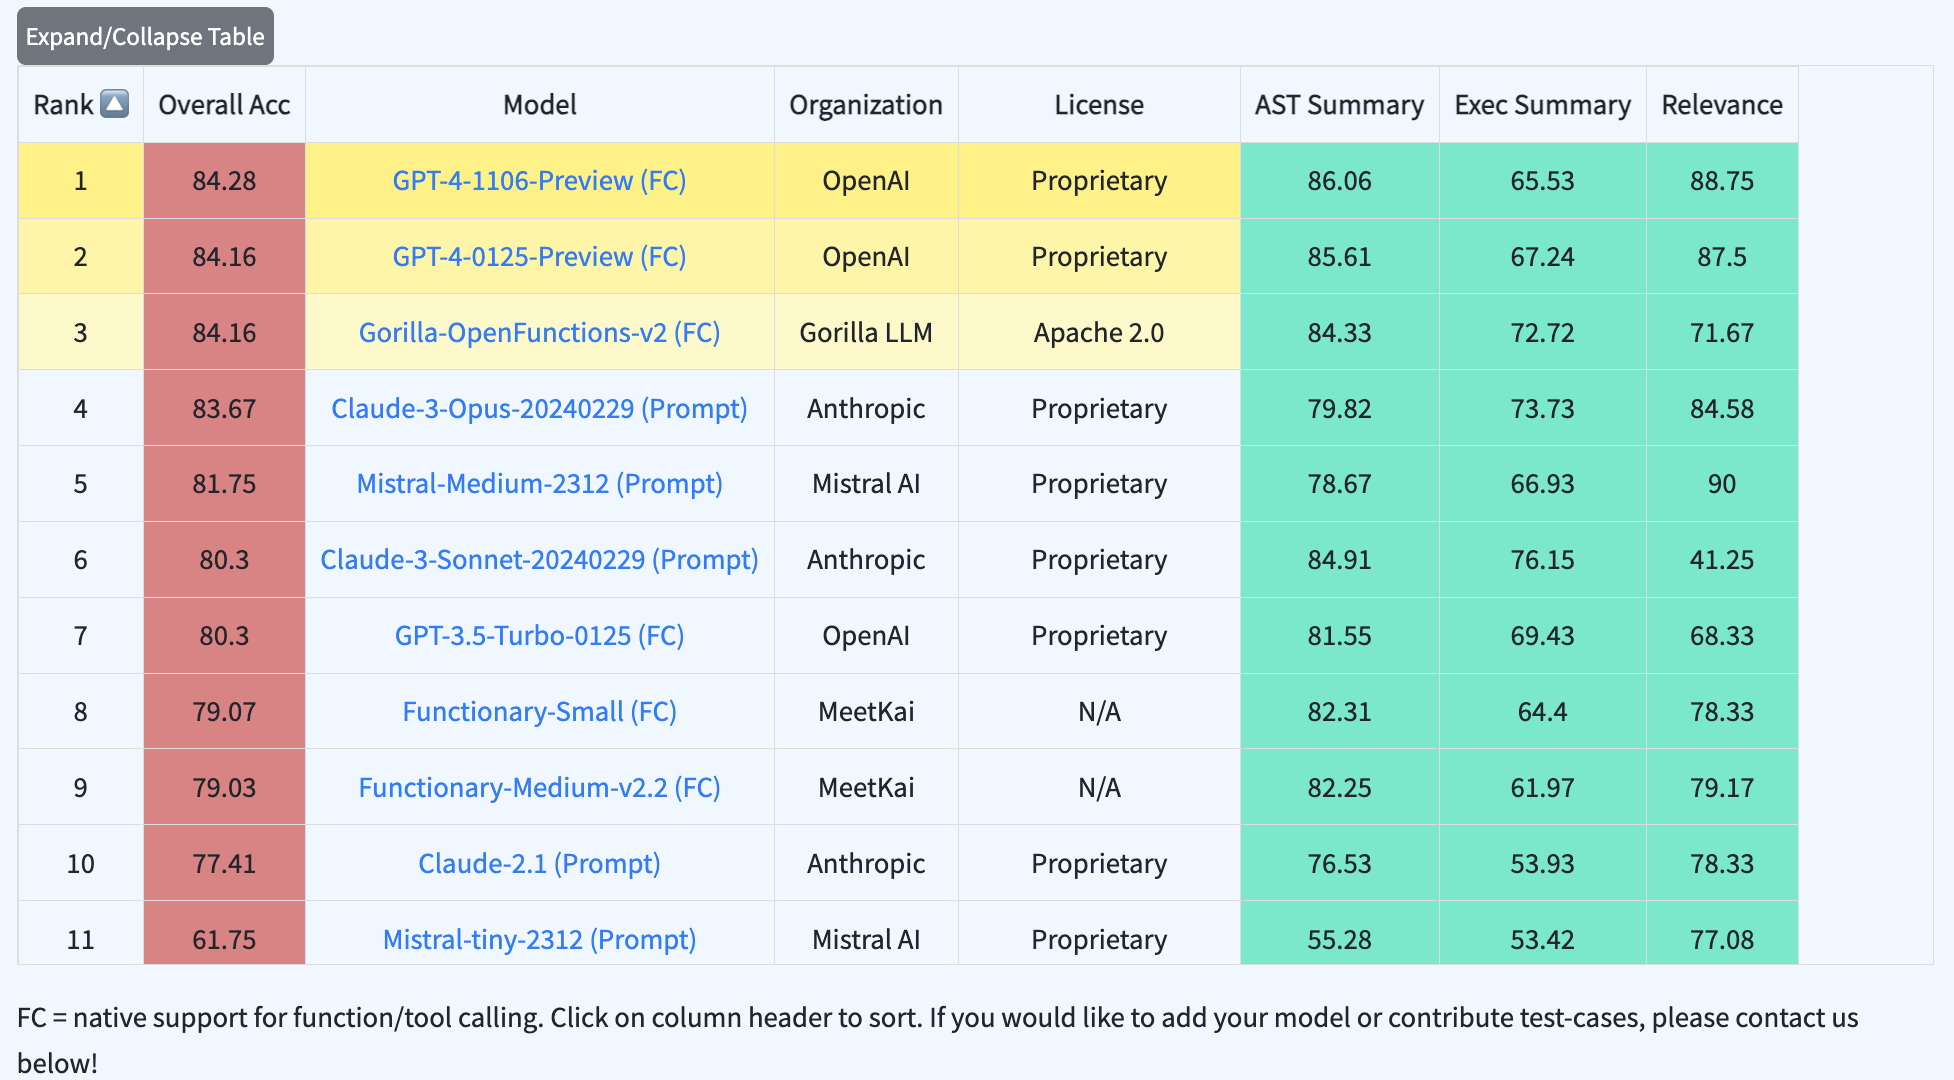 Expand/Collapse Table
Rank Overall Acc Model Organization License AST Summary Exec Summary Relevance
1 84.28 GPT-4-1106-Preview (FC) OpenAI Proprietary 86.06 65.53 88.75
2 84.16 GPT-4-0125-Preview (FC) OpenAI Proprietary 85.61 67.24 87.5
3 84.16 Gorilla-OpenFunctions-v2 (FC) Gorilla LLM Apache 2.0 84.33 72.72 71.67
4 83.67 Claude-3-Opus-20240229 (Prompt) Anthropic Proprietary 79.82 73.73 84.58
5 81.75 Mistral-Medium-2312 (Prompt) Mistral AI Proprietary 78.67 66.93 90
6 80.3 Claude-3-Sonnet-20240229 (Prompt) Anthropic Proprietary 84.91 76.15 41.25
7 80.3 GPT-3.5-Turbo-0125 (FC) OpenAI Proprietary 81.55 69.43 68.33
8 79.07 Functionary-Small (FC) MeetKai N/A 82.31 64.4 78.33
9 79.03 Functionary-Medium-v2.2 (FC) MeetKai N/A 82.25 61.97 79.17
10 77.41 Claude-2.1 (Prompt) Anthropic Proprietary 76.53 53.93 78.33
11 61.75 Mistral-tiny-2312 (Prompt) Mistral AI Proprietary 55.28 53.42 77.08
FC = native support for function/tool calling. Click on column header to sort. If you would like to add your model or contribute test-cases, please contact us
below!